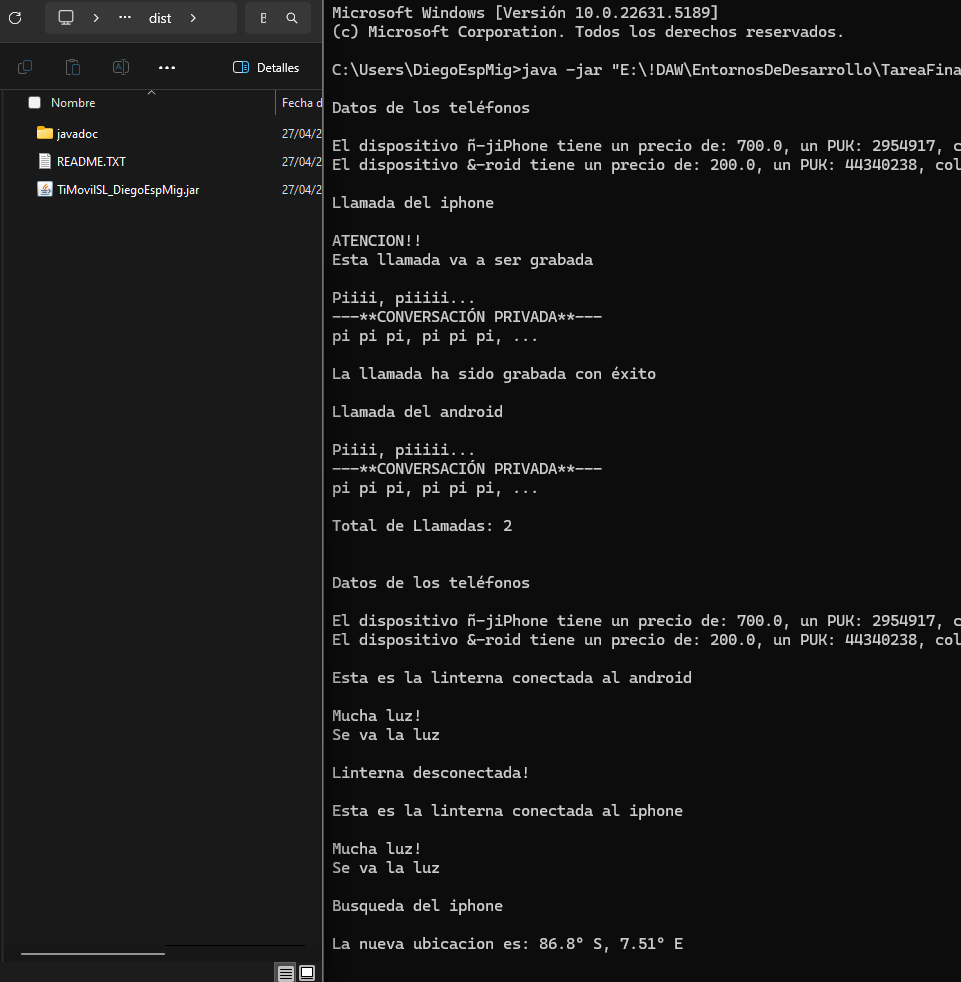 dist
B
Detalles
Nombre
Fecha d
javadoc
27/04/2
README.TXT
27/04/2
TiMovilSL_DiegoEspMig.jar
27/04/2
Microsoft Windows [Versión 10.0.22631.5189]
(c) Microsoft Corporation. Todos los derechos reservados.
C:\Users\DiegoEspMig>java -jar "E:\!DAW\EntornosDeDesarrollo\TareaFina
Datos de los teléfonos
El dispositivo ñ-jiPhone tiene un precio de: 700.0, un PUK: 2954917, c
El dispositivo &-roid tiene un precio de: 200.0, un PUK: 44340238, col
Llamada del iphone
ATENCION!!
Esta llamada va a ser grabada
Piiii, piiiii...
---**CONVERSACIÓN PRIVADA**---
pi pi pi, pi pi pi, ...
La llamada ha sido grabada con éxito
Llamada del android
Piiii, piiiii...
---**CONVERSACIÓN PRIVADA**---
pi pi pi, pi pi pi, ...
Total de Llamadas: 2
Datos de los teléfonos
El dispositivo ñ-jiPhone tiene un precio de: 700.0, un PUK: 2954917, c
El dispositivo &-roid tiene un precio de: 200.0, un PUK: 44340238, col
Esta es la linterna conectada al android
Mucha luz!
Se va la luz
Linterna desconectada!
Esta es la linterna conectada al iphone
Mucha luz!
Se va la luz
Busqueda del iphone
La nueva ubicacion es: 86.8° S, 7.51° E